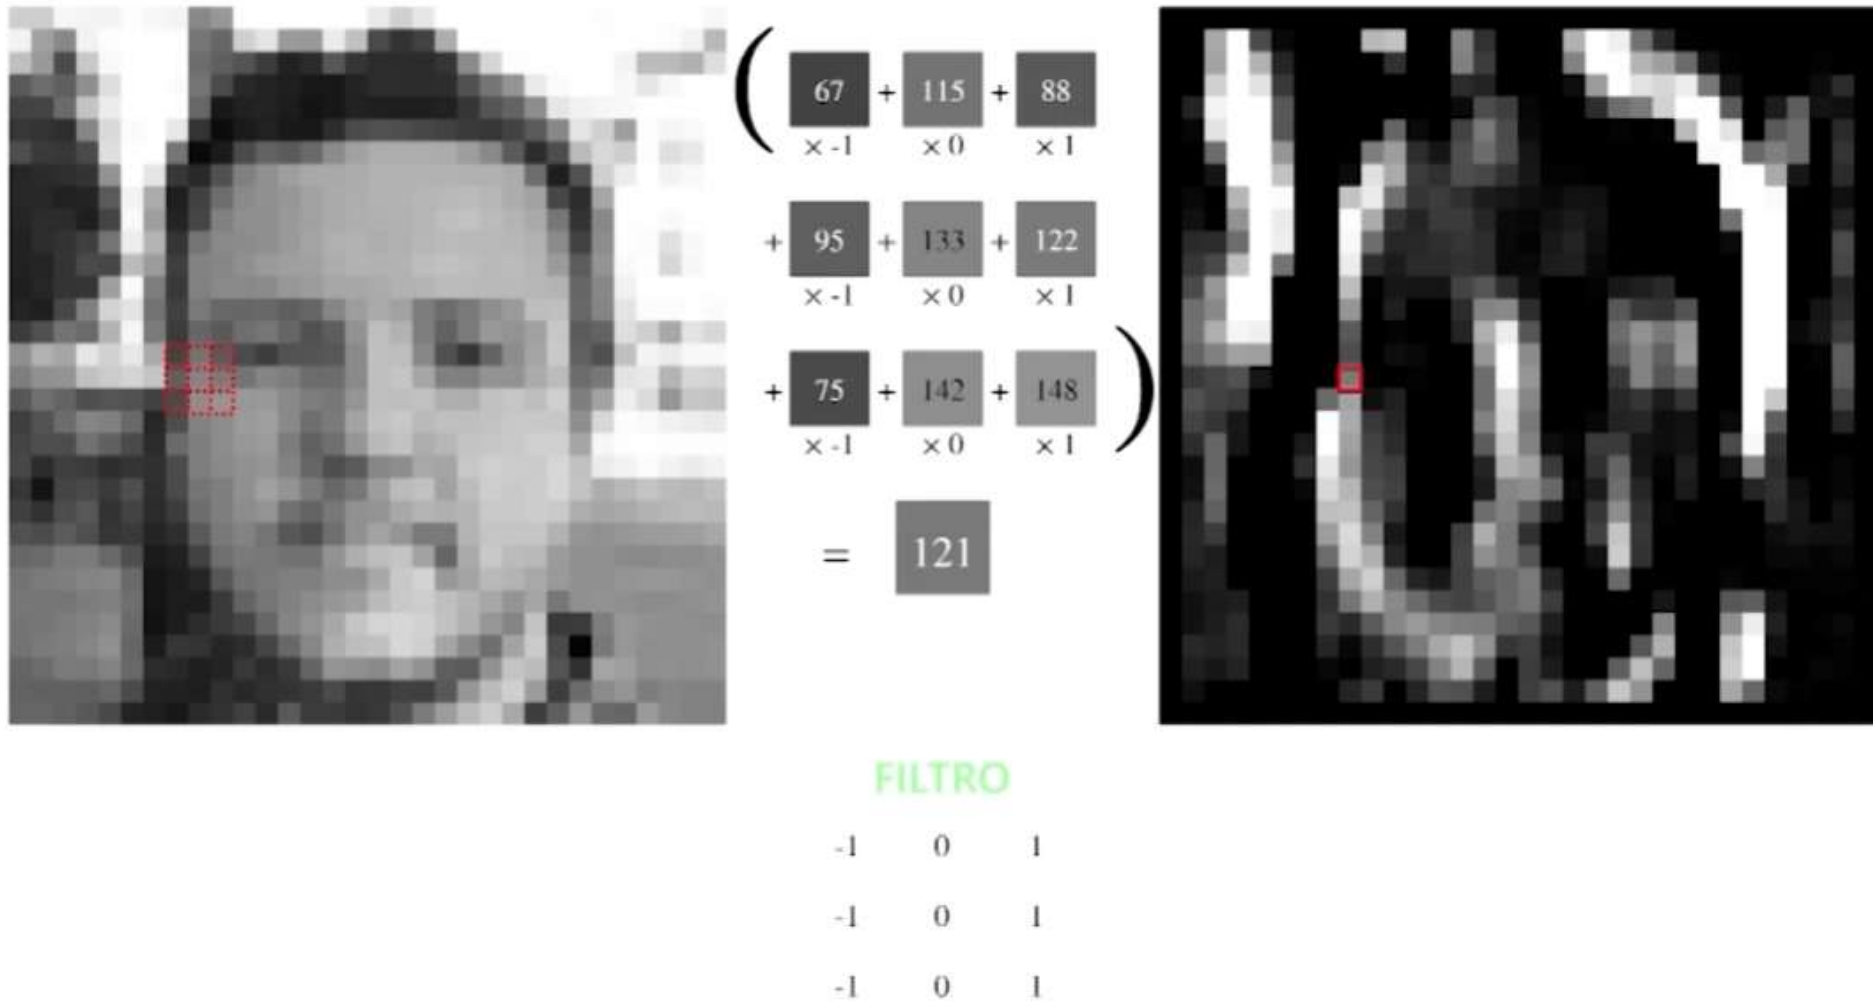 ( 67 + 115 + 88
× -1 × 0 × 1
+ 95 + 133 + 122
× -1 × 0 × 1
+ 75 + 142 + 148 )
× -1 × 0 × 1
= 121
FILTRO
-1 0 1
-1 0 1
-1 0 1